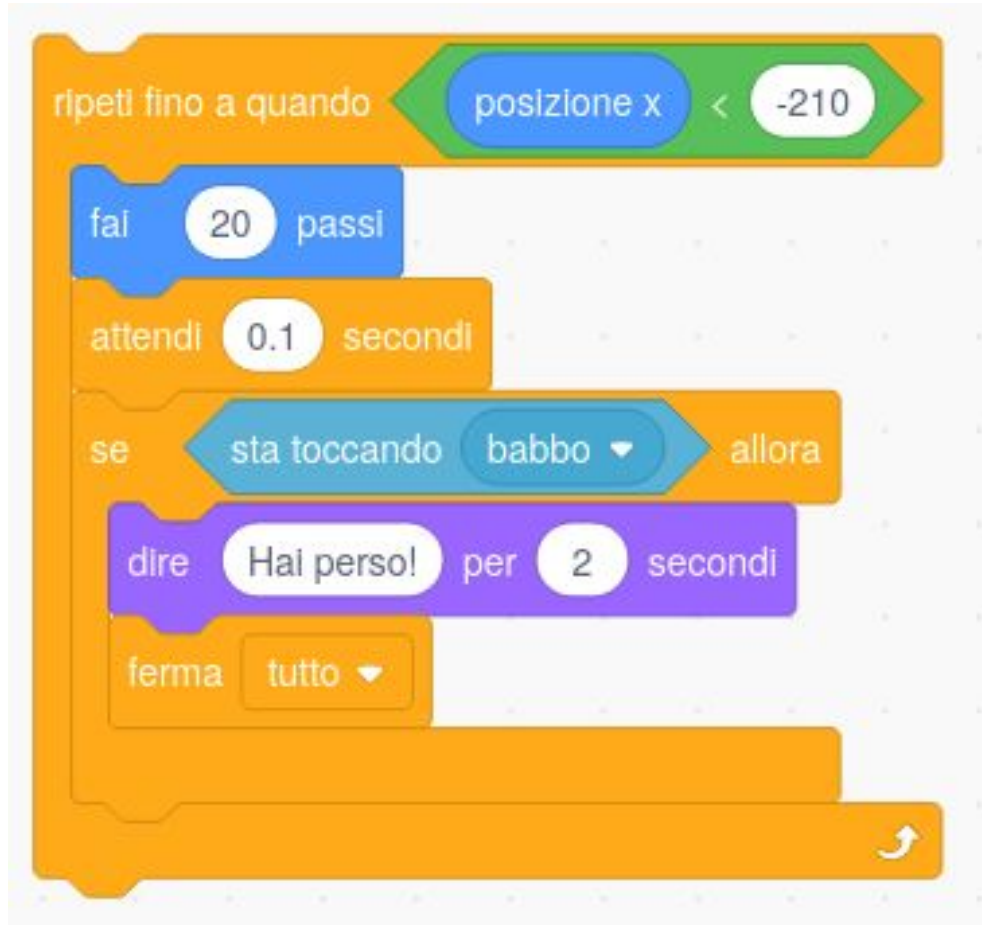 ripeti fino a quando posizione x < -210
fai 20 passi
attendi 0.1 secondi
se sta toccando babbo allora
dire Hai perso! per 2 secondi
ferma tutto